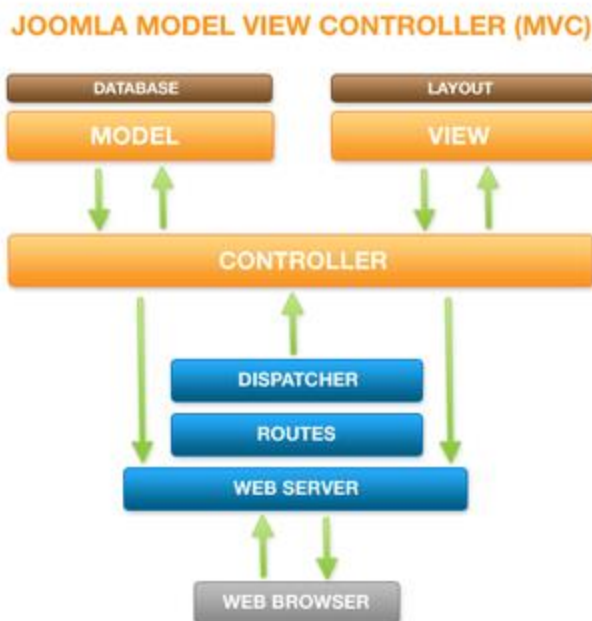 JOOMLA MODEL VIEW CONTROLLER (MVC)
DATABASE
LAYOUT
MODEL
VIEW
CONTROLLER
DISPATCHER
ROUTES
WEB SERVER
WEB BROWSER